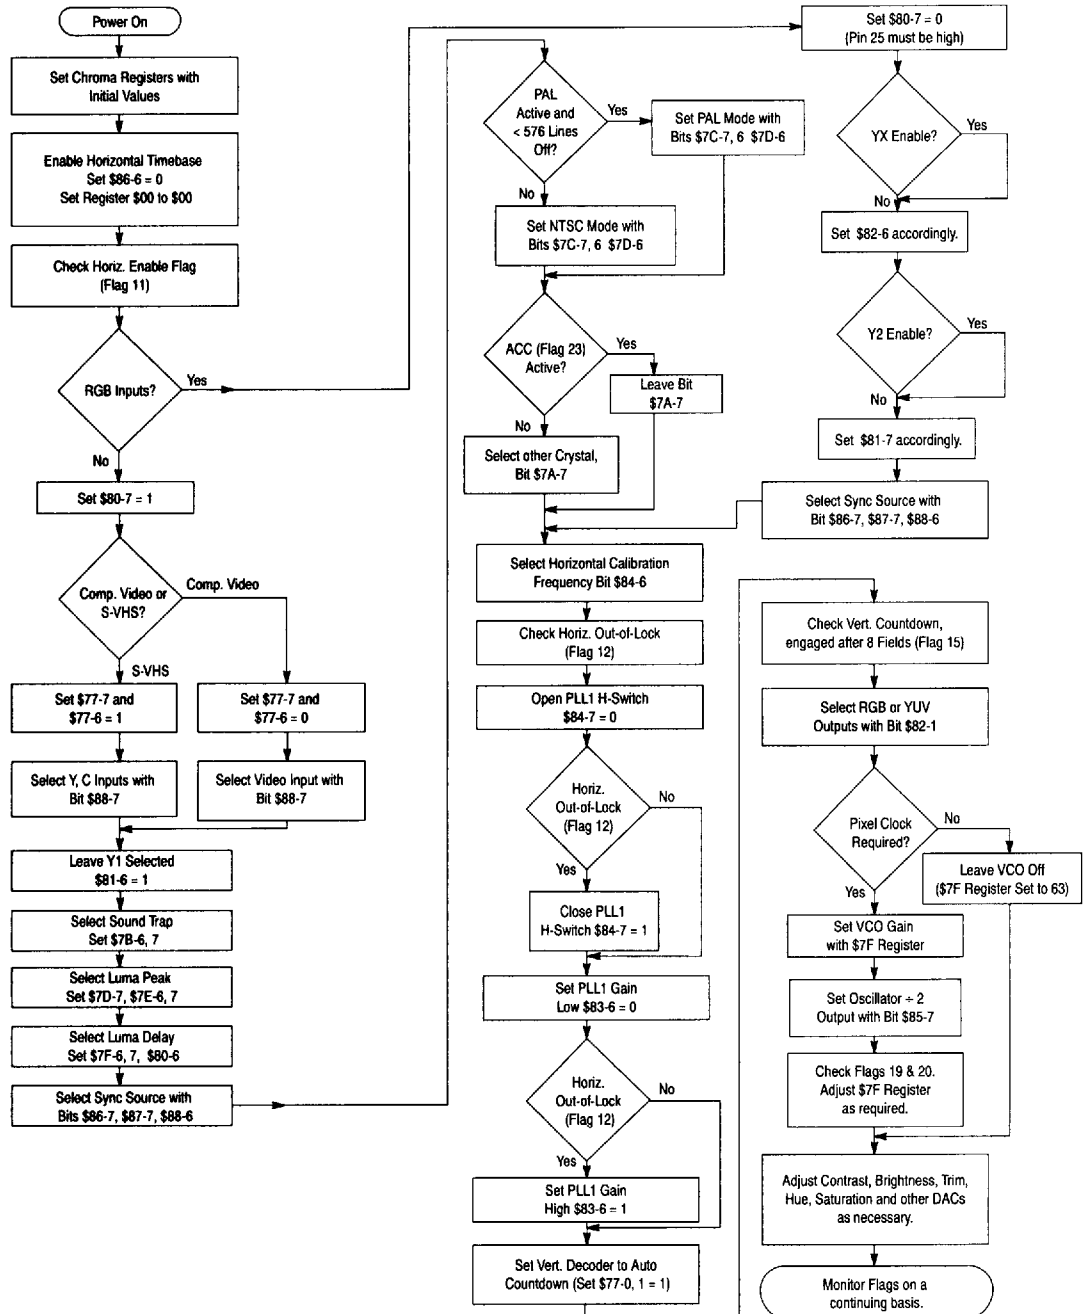 Power On
Set Chroma Registers with
Initial Values
Enable Horizontal Timebase
Set $86-6 = 0
Set Register $00 to $00
Check Horiz. Enable Flag
(Flag 11)
RGB Inputs?
Yes
No
Set $80-7 = 1
Comp. Video or
S-VHS?
Comp. Video
S-VHS
Set $77-7 and
$77-6 = 1
Set $77-7 and
$77-6 = 0
Select Y, C Inputs with
Bit $88-7
Select Video Input with
Bit $88-7
Leave Y1 Selected
$81-6 = 1
Select Sound Trap
Set $7B-6, 7
Select Luma Peak
Set $7D-7, $7E-6, 7
Select Luma Delay
Set $7F-6, 7, $80-6
Select Sync Source with
Bits $86-7, $87-7, $88-6
PAL
Active and
< 576 Lines
Off?
Yes
Set PAL Mode with
Bits $7C-7, 6 $7D-6
No
Set NTSC Mode with
Bits $7C-7, 6 $7D-6
ACC (Flag 23)
Active?
Yes
Leave Bit
$7A-7
No
Select other Crystal,
Bit $7A-7
Select Horizontal Calibration
Frequency Bit $84-6
Check Horiz. Out-of-Lock
(Flag 12)
Open PLL1 H-Switch
$84-7 = 0
Horiz.
Out-of-Lock
(Flag 12)
No
Yes
Close PLL1
H-Switch $84-7 = 1
Set PLL1 Gain
Low $83-6 = 0
Horiz.
Out-of-Lock
(Flag 12)
No
Yes
Set PLL1 Gain
High $83-6 = 1
Set Vert. Decoder to Auto
Countdown (Set $77-0, 1 = 1)
Set $80-7 = 0
(Pin 25 must be high)
YX Enable?
Yes
No
Set $82-6 accordingly.
Y2 Enable?
Yes
No
Set $81-7 accordingly.
Select Sync Source with
Bit $86-7, $87-7, $88-6
Check Vert. Countdown,
engaged after 8 Fields (Flag 15)
Select RGB or YUV
Outputs with Bit $82-1
Pixel Clock
Required?
No
Leave VCO Off
($7F Register Set to 63)
Yes
Set VCO Gain
with $7F Register
Set Oscillator ÷ 2
Output with Bit $85-7
Check Flags 19 & 20.
Adjust $7F Register
as required.
Adjust Contrast, Brightness, Trim,
Hue, Saturation and other DACs
as necessary.
Monitor Flags on a
continuing basis.